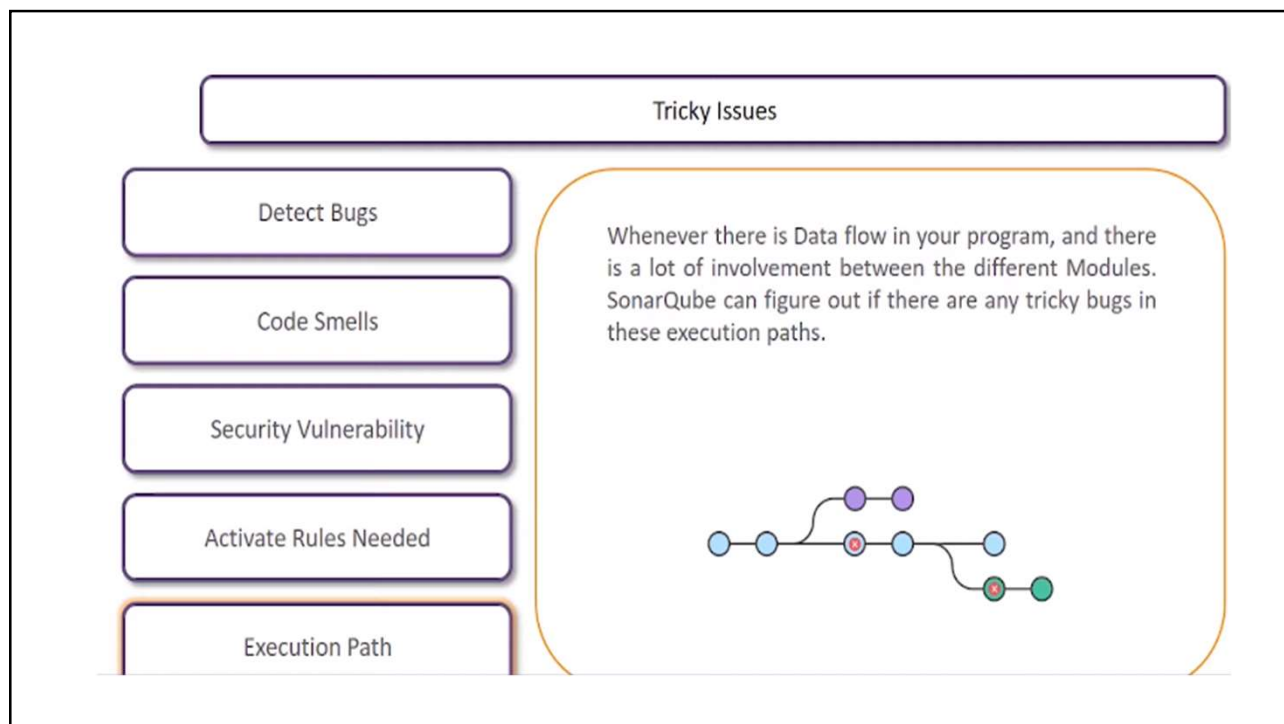 Tricky Issues
Detect Bugs
Code Smells
Security Vulnerability
Activate Rules Needed
Execution Path
Whenever there is Data flow in your program, and there
is a lot of involvement between the different Modules.
SonarQube can figure out if there are any tricky bugs in
these execution paths.